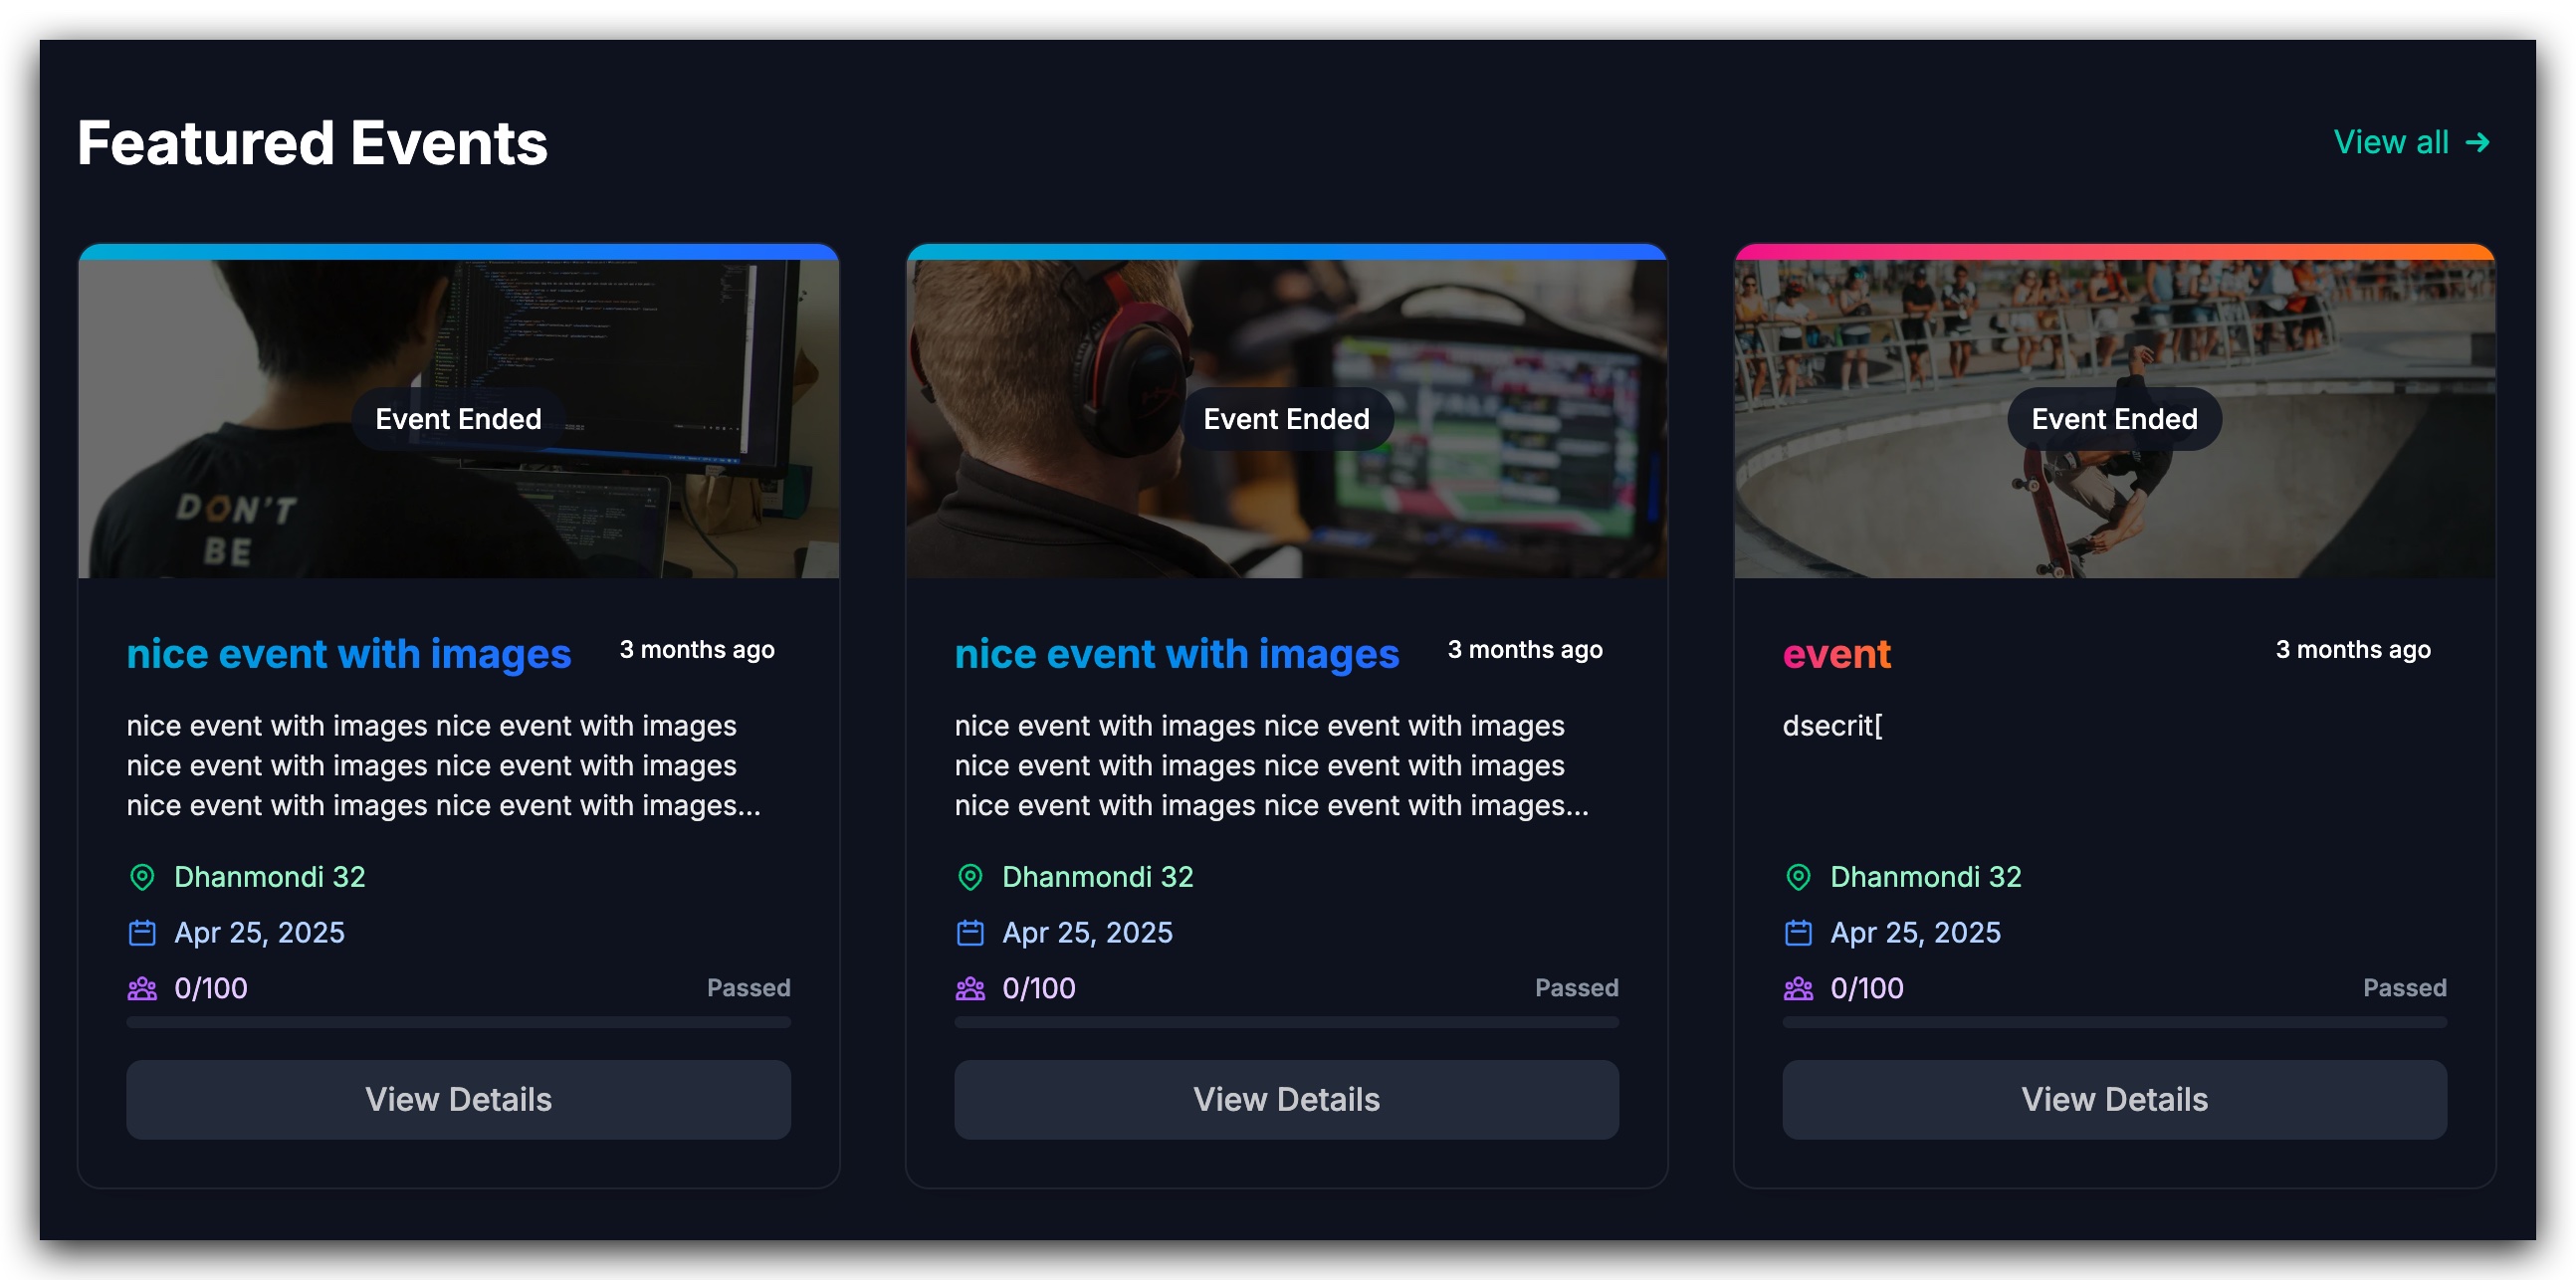 Featured Events
View all
Event Ended
DON'T
BE
nice event with images
3 months ago
nice event with images nice event with images
nice event with images nice event with images
nice event with images nice event with images...
Dhanmondi 32
Apr 25, 2025
0/100
Passed
View Details
Event Ended
nice event with images
3 months ago
nice event with images nice event with images
nice event with images nice event with images
nice event with images nice event with images...
Dhanmondi 32
Apr 25, 2025
0/100
Passed
View Details
Event Ended
event
3 months ago
dsecrit[
Dhanmondi 32
Apr 25, 2025
0/100
Passed
View Details